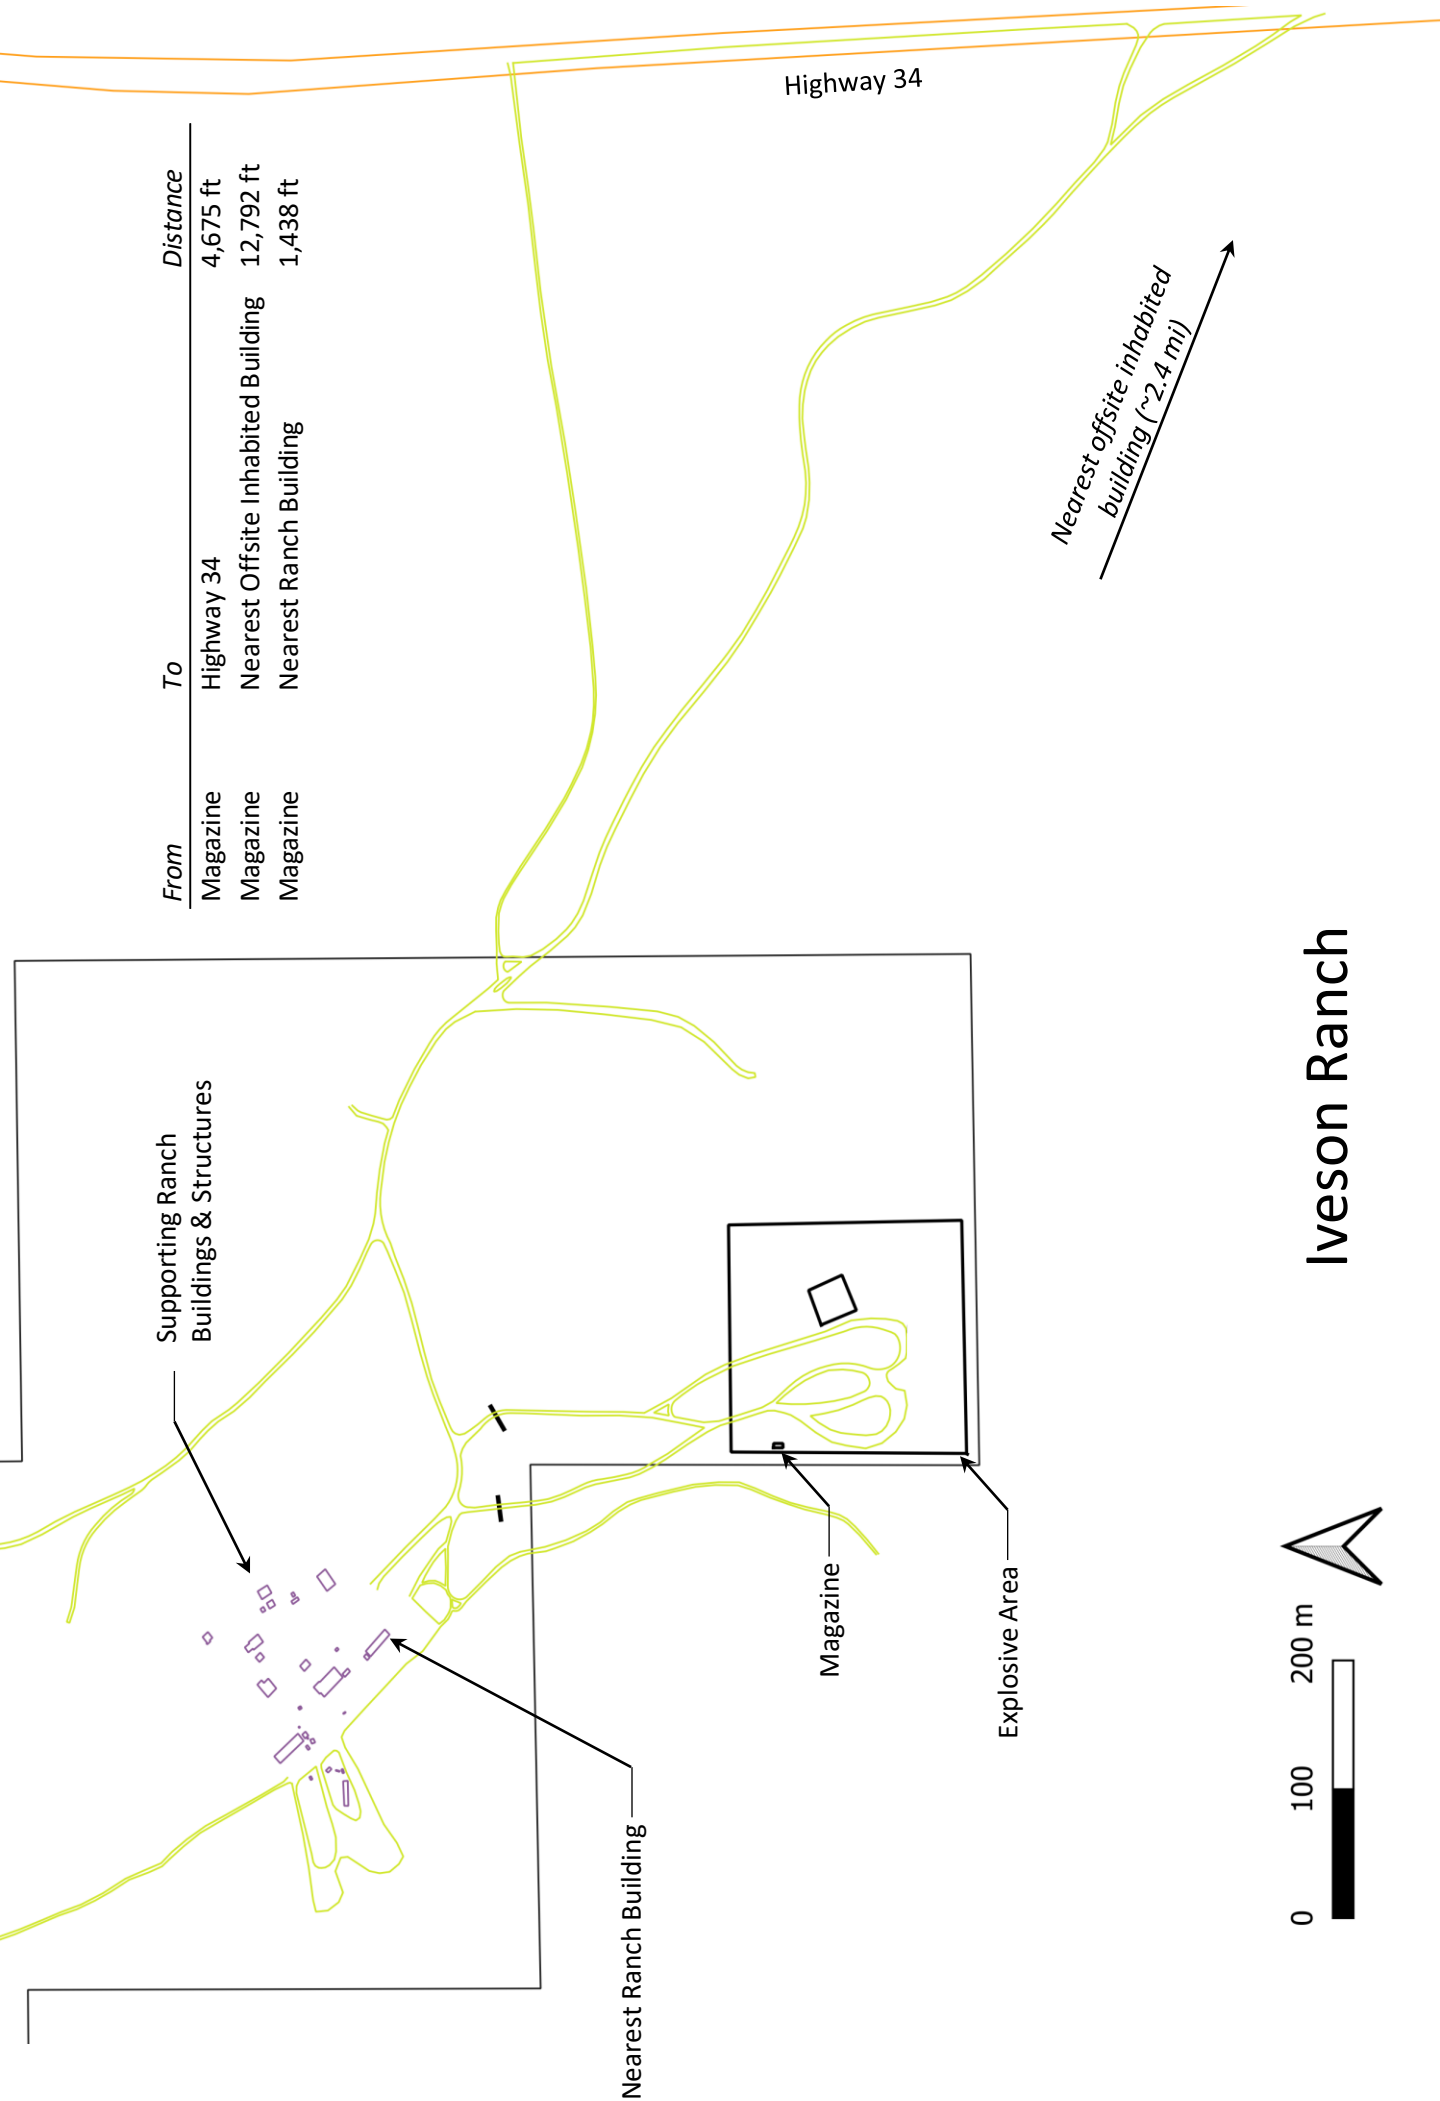 From To Distance
Magazine Highway 34 4,675 ft
Magazine Nearest Offsite Inhabited Building 12,792 ft
Magazine Nearest Ranch Building 1,438 ft
Highway 34
Supporting Ranch
Buildings & Structures
Nearest offsite inhabited
building (~2.4 mi)
Nearest Ranch Building
Magazine
Explosive Area
0 100 200 m
Iveson Ranch